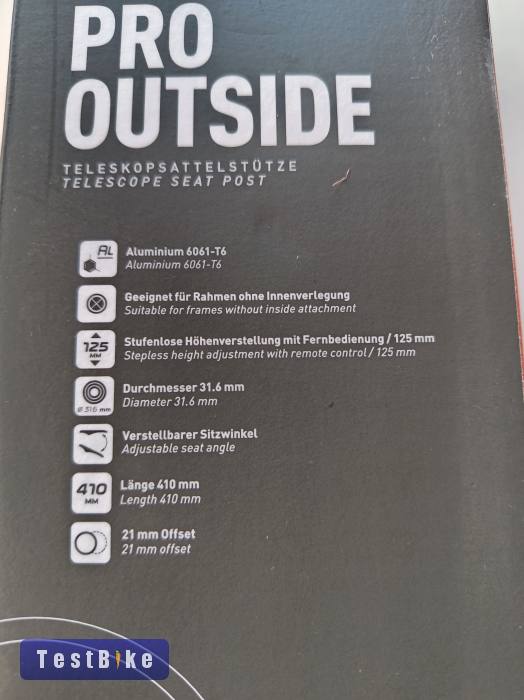 PRO
OUTSIDE
TELESKOPSATTELSTÜTZE
TELESCOPE SEAT POST
AL
Aluminium 6061-T6
Aluminium 6061-T6
Geeignet für Rahmen ohne Innenverlegung
Suitable for frames without inside attachment
125
MM
Stufenlose Höhenverstellung mit Fernbedienung / 125 mm
Stepless height adjustment with remote control / 125 mm
Ø 31.6 mm
Durchmesser 31.6 mm
Diameter 31.6 mm
Verstellbarer Sitzwinkel
Adjustable seat angle
410
MM
Länge 410 mm
Length 410 mm
21 mm Offset
21 mm offset
TestBike